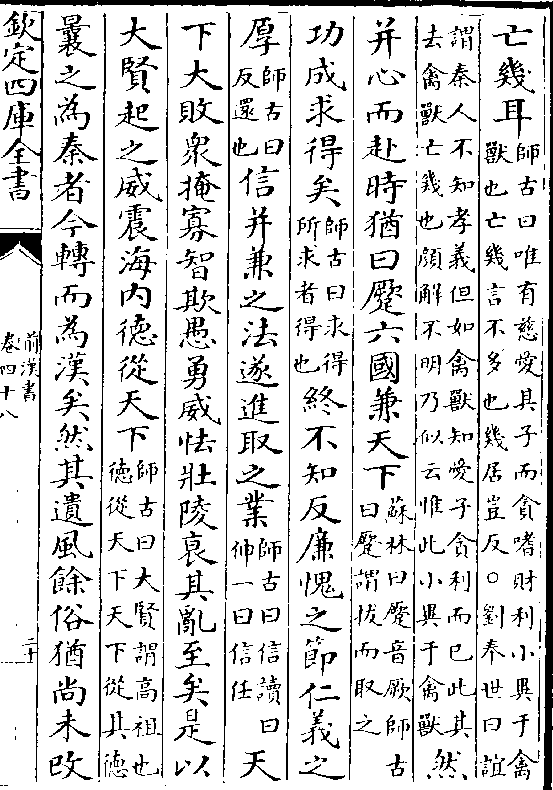 亡幾耳師古曰唯有慈愛其子而貪嗜財利小異于禽獸也亡幾言不多也幾居豈反○劉奉世曰誼
謂秦人不知孝義但如禽獸知愛子貪利而已此其去禽獸亡幾也顔解不明乃似云惟此小異于禽獸然
并心而赴時猶曰蹷六國兼天下蘇林曰蹷音厥師古曰蹷謂拔而取之
功成求得矣師古曰求得所求者得也終不知反廉愧之節仁義之
厚師古曰反還也信并兼之法遂進取之業師古曰信讀曰伸一曰信任天
下大敗衆掩寡智欺愚勇威怯壯陵衰其亂至矣是以
大賢起之威震海内德從天下師古曰大賢謂高祖也德從天下天下從其德
曩之爲秦者今轉而爲漢矣然其遺風餘俗猶尚未改
欽定四庫全書
前漢書
卷四十八
二十